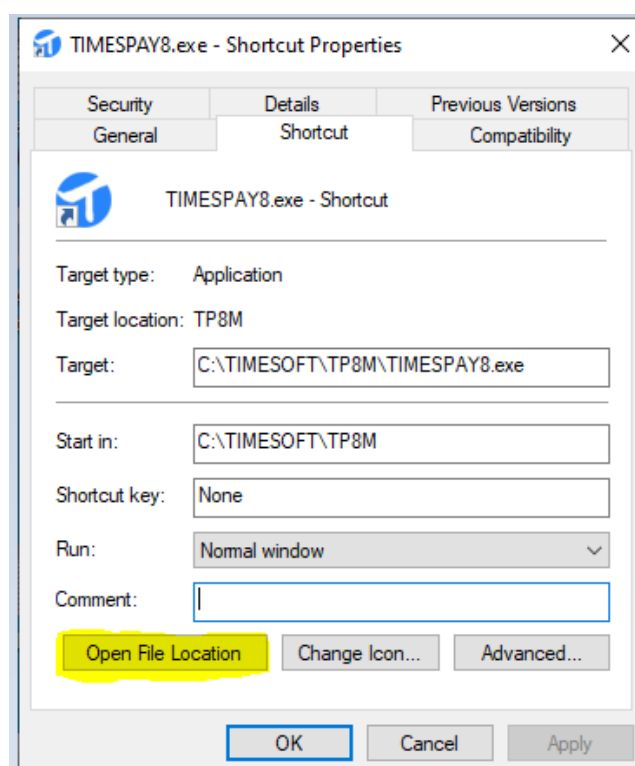 TIMESPAY8.exe - Shortcut Properties
Security Details Previous Versions
General Shortcut Compatibility
TIMESPAY8.exe - Shortcut
Target type: Application
Target location: TP8M
Target: C:\TIMESOFT\TP8M\TIMESPAY8.exe
Start in: C:\TIMESOFT\TP8M
Shortcut key: None
Run: Normal window
Comment:
Open File Location Change Icon... Advanced...
OK Cancel Apply